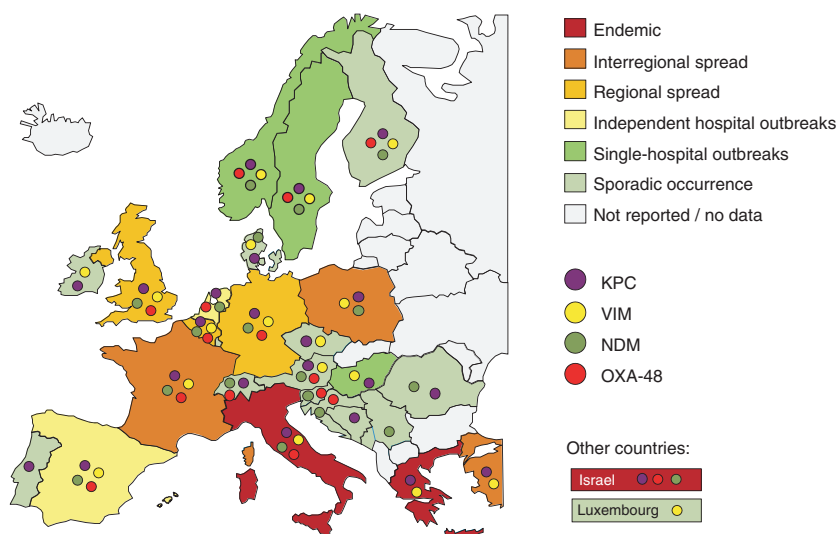 Endemic
Interregional spread
Regional spread
Independent hospital outbreaks
Single-hospital outbreaks
Sporadic occurrence
Not reported / no data
KPC
VIM
NDM
OXA-48
Other countries:
Israel
Luxembourg